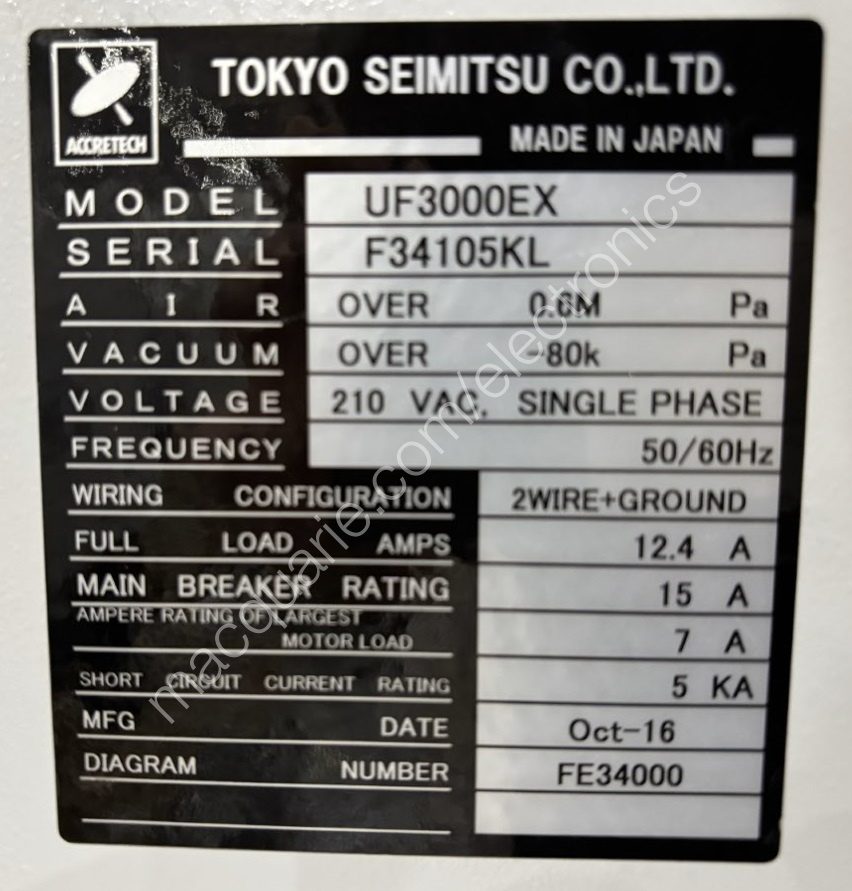 ACCRETECH
TOKYO SEIMITSU CO.,LTD.
MADE IN JAPAN
MODEL UF3000EX
SERIAL F34105KL
AIR OVER 0.6M Pa
VACUUM OVER -80k Pa
VOLTAGE 210 VAC, SINGLE PHASE
FREQUENCY 50/60Hz
WIRING CONFIGURATION 2WIRE+GROUND
FULL LOAD AMPS 12.4 A
MAIN BREAKER RATING 15 A
AMPERE RATING OF LARGEST
MOTOR LOAD 7 A
SHORT CIRCUIT CURRENT RATING 5 KA
MFG DATE Oct-16
DIAGRAM NUMBER FE34000
macquarie.com/electronics